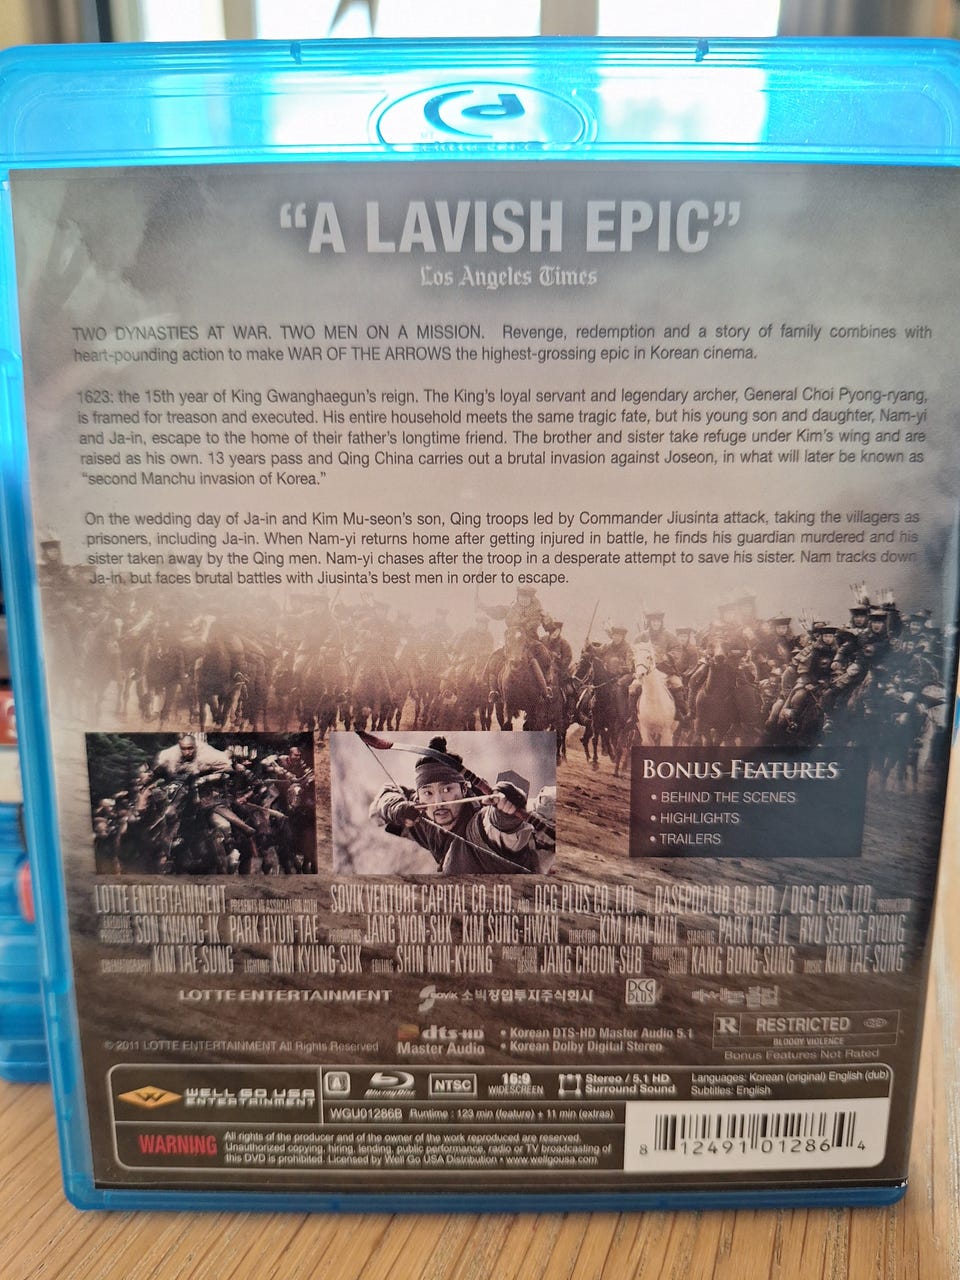 “A LAVISH EPIC”
Los Angeles Times
TWO DYNASTIES AT WAR. TWO MEN ON A MISSION. Revenge, redemption and a story of family combines with
heart-pounding action to make WAR OF THE ARROWS the highest-grossing epic in Korean cinema.
1623: the 15th year of King Gwanghaegun's reign. The King's loyal servant and legendary archer, General Choi Pyong-ryang,
is framed for treason and executed. His entire household meets the same tragic fate, but his young son and daughter, Nam-yi
and Ja-in, escape to the home of their father's longtime friend. The brother and sister take refuge under Kim's wing and are
raised as his own. 13 years pass and Qing China carries out a brutal invasion against Joseon, in what will later be known as
“second Manchu invasion of Korea.”
On the wedding day of Ja-in and Kim Mu-seon's son, Qing troops led by Commander Jiusinta attack, taking the villagers as
prisoners, including Ja-in. When Nam-yi returns home after getting injured in battle, he finds his guardian murdered and his
sister taken away by the Qing men. Nam-yi chases after the troop in a desperate attempt to save his sister. Nam tracks down
Ja-in, but faces brutal battles with Jiusinta's best men in order to escape.
BONUS FEATURES
• BEHIND THE SCENES
• HIGHLIGHTS
• TRAILERS
LOTTE ENTERTAINMENT PRESENTS IN ASSOCIATION WITH SOVIK VENTURE CAPITAL CO.,LTD. AND DCG PLUS CO.,LTD. A DASEPOCLUB CO.,LTD. / DCG PLUS,LTD. PRODUCTION
EXECUTIVE PRODUCERS SON KWANG-IK PARK HYUN-TAE PRODUCERS JANG WON-SUK KIM SUNG-HWAN DIRECTOR KIM HAN-MIN STARRING PARK HAE-IL RYU SEUNG-RYONG
CINEMATOGRAPHY KIM TAE-SUNG LIGHTING KIM KYUNG-SUK EDITING SHIN MIN-KYUNG PRODUCTION DESIGN JANG CHOON-SUB PRODUCTION SOUND KANG BONG-SUNG MUSIC KIM TAE-SUNG
LOTTE ENTERTAINMENT Sovik 소빅창업투자주식회사 DCG PLUS
© 2011 LOTTE ENTERTAINMENT All Rights Reserved
dts-HD Master Audio
• Korean DTS-HD Master Audio 5.1
• Korean Dolby Digital Stereo
R RESTRICTED
BLOODY VIOLENCE
Bonus Features Not Rated
WELL GO USA ENTERTAINMENT
A Blu-ray Disc NTSC 16:9 WIDESCREEN Stereo / 5.1 HD Surround Sound
Languages: Korean (original) English (dub)
Subtitles: English
WGU01286B Runtime : 123 min (feature) + 11 min (extras)
WARNING
All rights of the producer and of the owner of the work reproduced are reserved.
Unauthorized copying, hiring, lending, public performance, radio or TV broadcasting of
this DVD is prohibited. Licensed by Well Go USA Distribution • www.wellgousa.com
8 12491 01286 4